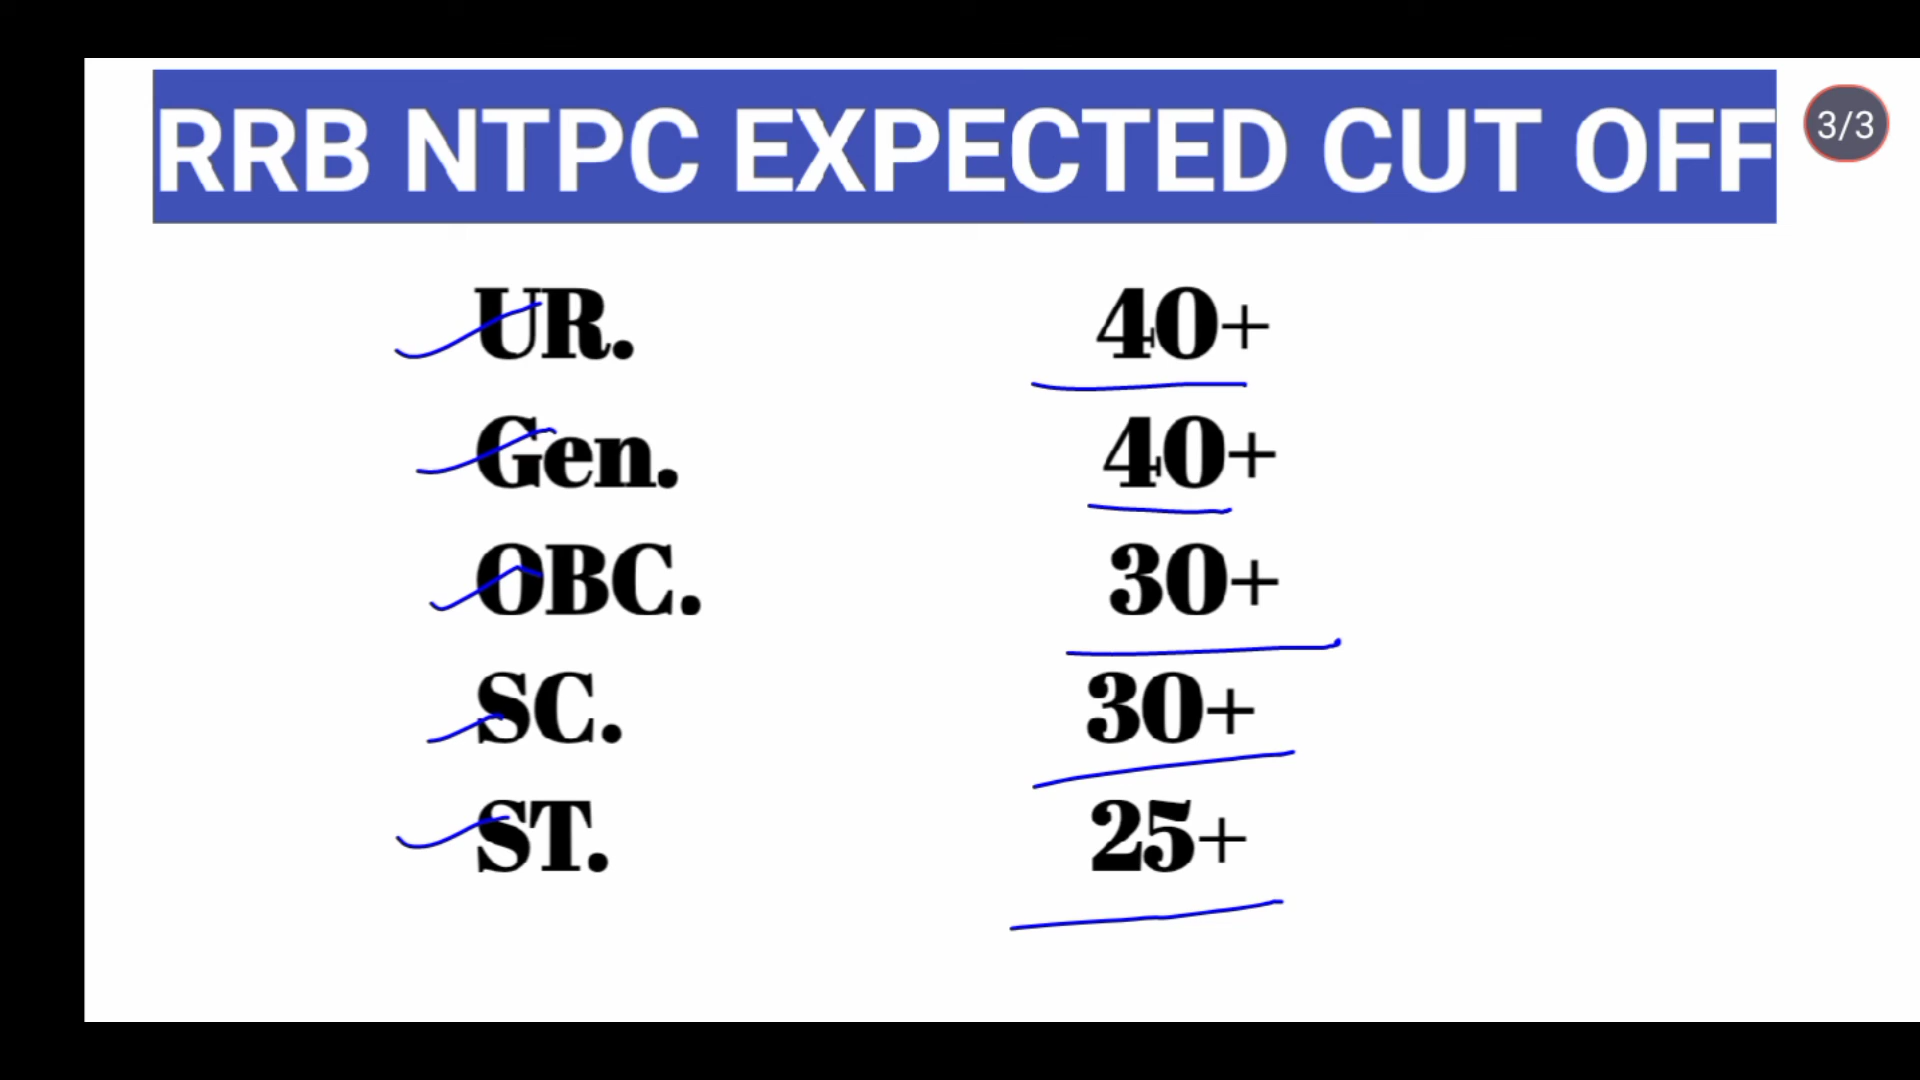 RRB NTPC EXPECTED CUT OFF
3/3
UR. 40+
Gen. 40+
OBC. 30+
SC. 30+
ST. 25+